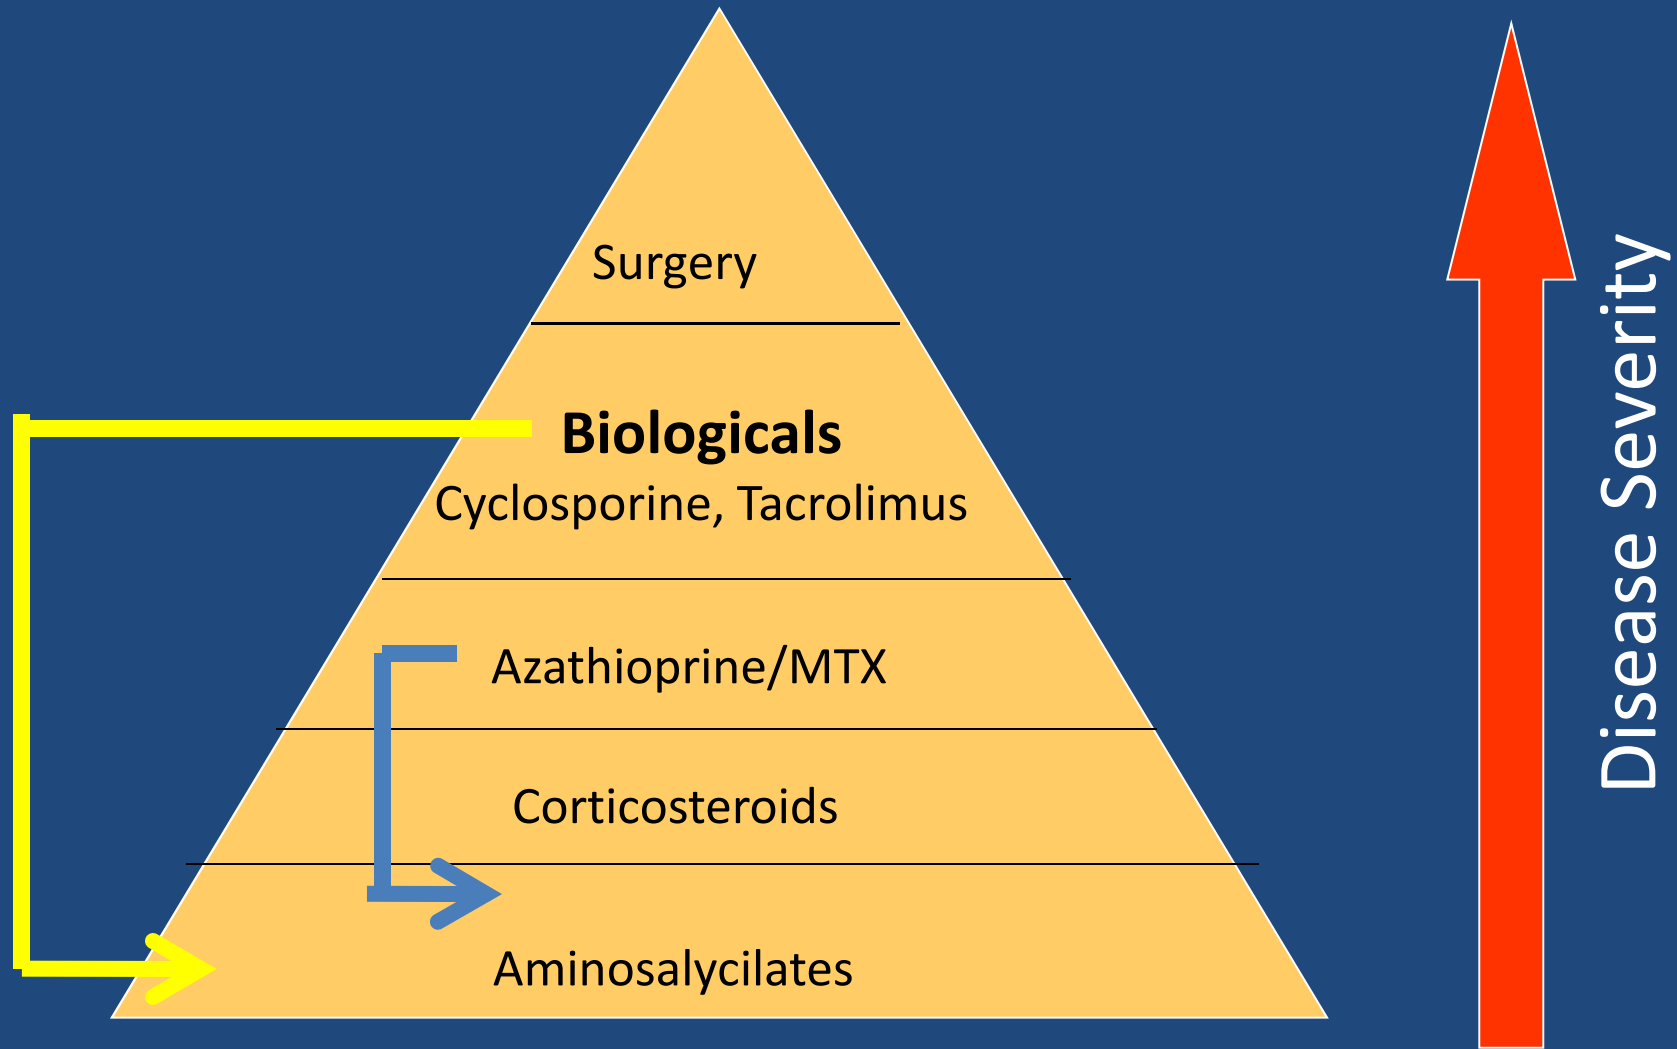 Surgery
Biologicals
Cyclosporine, Tacrolimus
Azathioprine/MTX
Corticosteroids
Aminosalycilates
Disease Severity